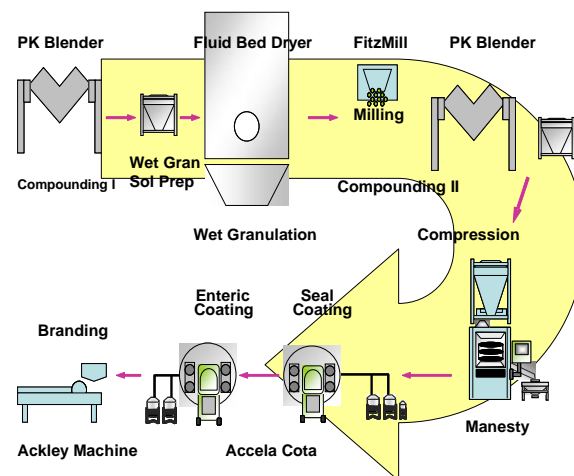 PK Blender
Fluid Bed Dryer
FitzMill
PK Blender
Milling
Wet Gran
Sol Prep
Compounding I
Compounding II
Wet Granulation
Compression
Enteric
Coating
Seal
Coating
Branding
Manesty
Ackley Machine
Accela Cota